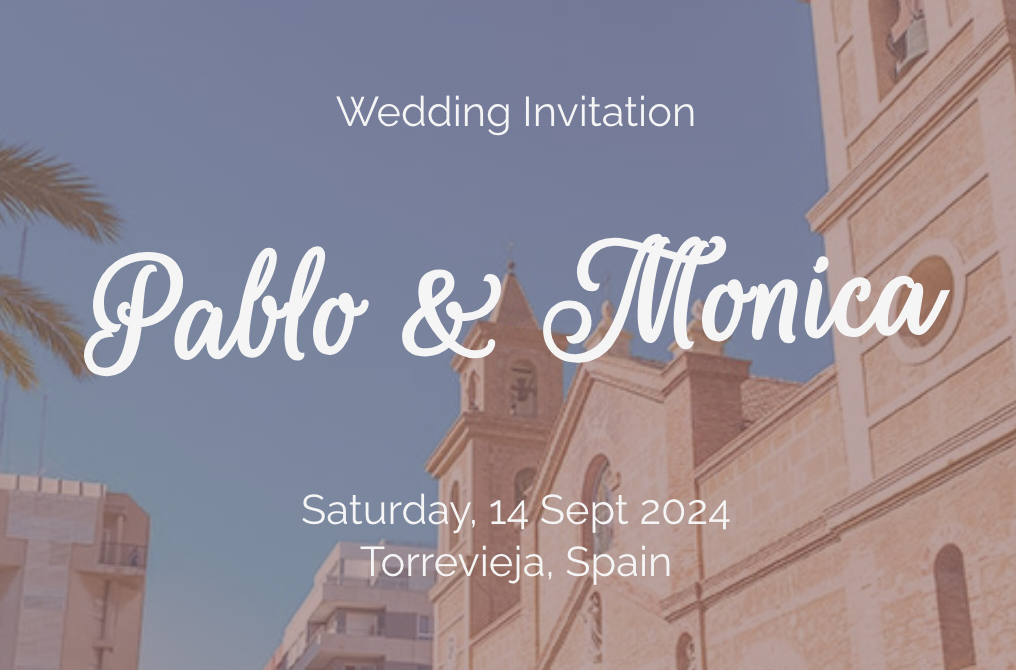 Wedding Invitation
Pablo & Monica
Saturday, 14 Sept 2024
Torrevieja, Spain